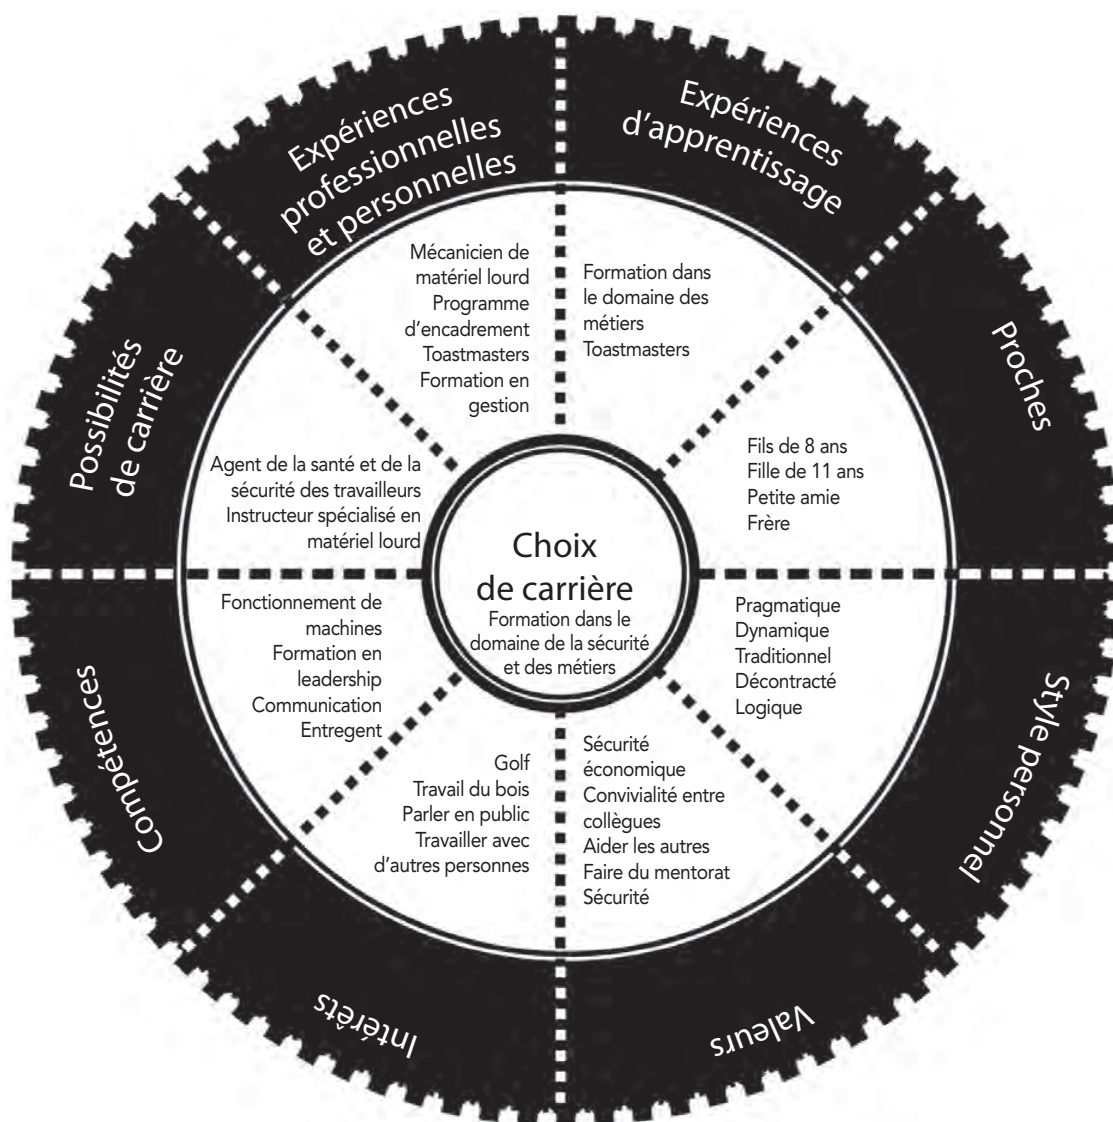 Expériences
professionnelles
et personnelles
Mécanicien de
matériel lourd
Programme
d'encadrement
Toastmasters
Formation en
gestion
Expériences
d'apprentissage
Formation dans
le domaine des
métiers
Toastmasters
Proches
Fils de 8 ans
Fille de 11 ans
Petite amie
Frère
Style personnel
Pragmatique
Dynamique
Traditionnel
Décontracté
Logique
Valeurs
Sécurité
économique
Convivialité entre
collègues
Aider les autres
Faire du mentorat
Sécurité
Intérêts
Golf
Travail du bois
Parler en public
Travailler avec
d'autres personnes
Compétences
Fonctionnement de
machines
Formation en
leadership
Communication
Entregent
Possibilités
de carrière
Agent de la santé et de la
sécurité des travailleurs
Instructeur spécialisé en
matériel lourd
Choix
de carrière
Formation dans le
domaine de la sécurité
et des métiers